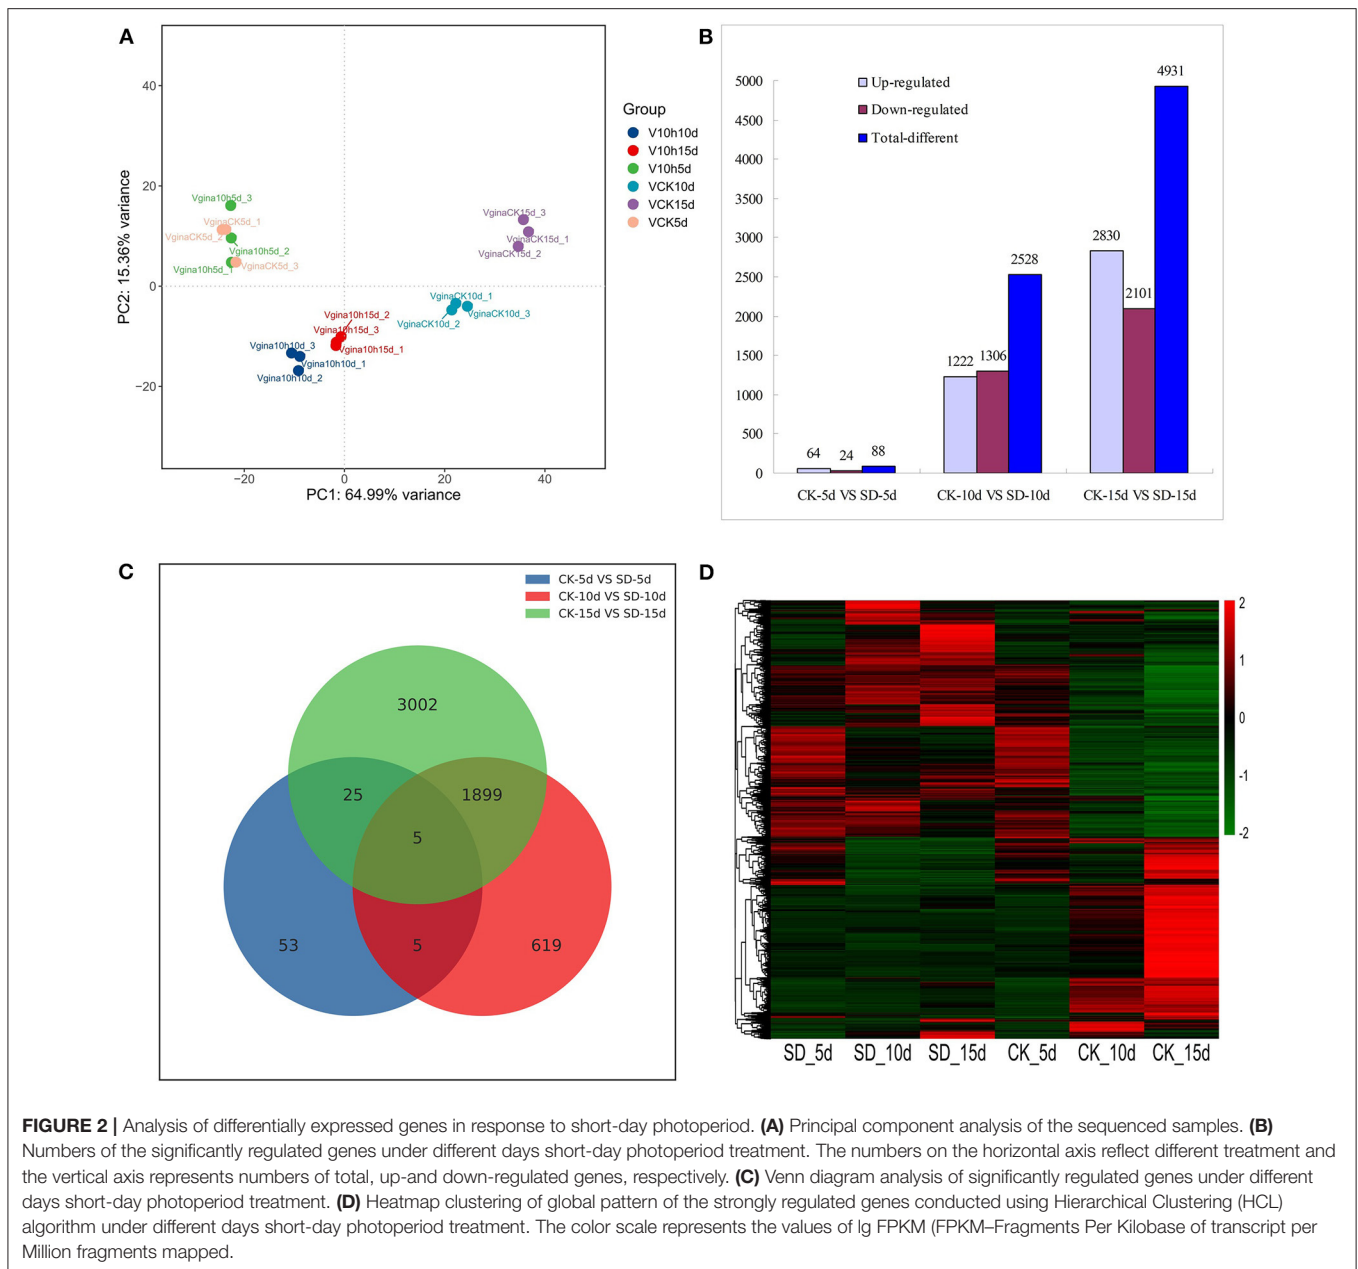 A
40
20
0
−20
−20
0
20
40
PC2: 15.36% variance
PC1: 64.99% variance
Vgina10h5d_3
VginaCK5d_1
VginaCK5d_2
Vgina10h5d_2
Vgina10h5d_1
VginaCK5d_3
VginaCK15d_3
VginaCK15d_1
VginaCK15d_2
VginaCK10d_1
VginaCK10d_2
VginaCK10d_3
Vgina10h15d_2
Vgina10h15d_3
Vgina10h15d_1
Vgina10h10d_3
Vgina10h10d_1
Vgina10h10d_2
Group
V10h10d
V10h15d
V10h5d
VCK10d
VCK15d
VCK5d
B
5000
4500
4000
3500
3000
2500
2000
1500
1000
500
0
Up-regulated
Down-regulated
Total-different
64
24
88
1222
1306
2528
2830
2101
4931
CK-5d VS SD-5d
CK-10d VS SD-10d
CK-15d VS SD-15d
C
CK-5d VS SD-5d
CK-10d VS SD-10d
CK-15d VS SD-15d
3002
25
1899
5
53
5
619
D
2
1
0
-1
-2
SD_5d
SD_10d
SD_15d
CK_5d
CK_10d
CK_15d
FIGURE 2 | Analysis of differentially expressed genes in response to short-day photoperiod. (A) Principal component analysis of the sequenced samples. (B)
Numbers of the significantly regulated genes under different days short-day photoperiod treatment. The numbers on the horizontal axis reflect different treatment and
the vertical axis represents numbers of total, up-and down-regulated genes, respectively. (C) Venn diagram analysis of significantly regulated genes under different
days short-day photoperiod treatment. (D) Heatmap clustering of global pattern of the strongly regulated genes conducted using Hierarchical Clustering (HCL)
algorithm under different days short-day photoperiod treatment. The color scale represents the values of lg FPKM (FPKM–Fragments Per Kilobase of transcript per
Million fragments mapped.